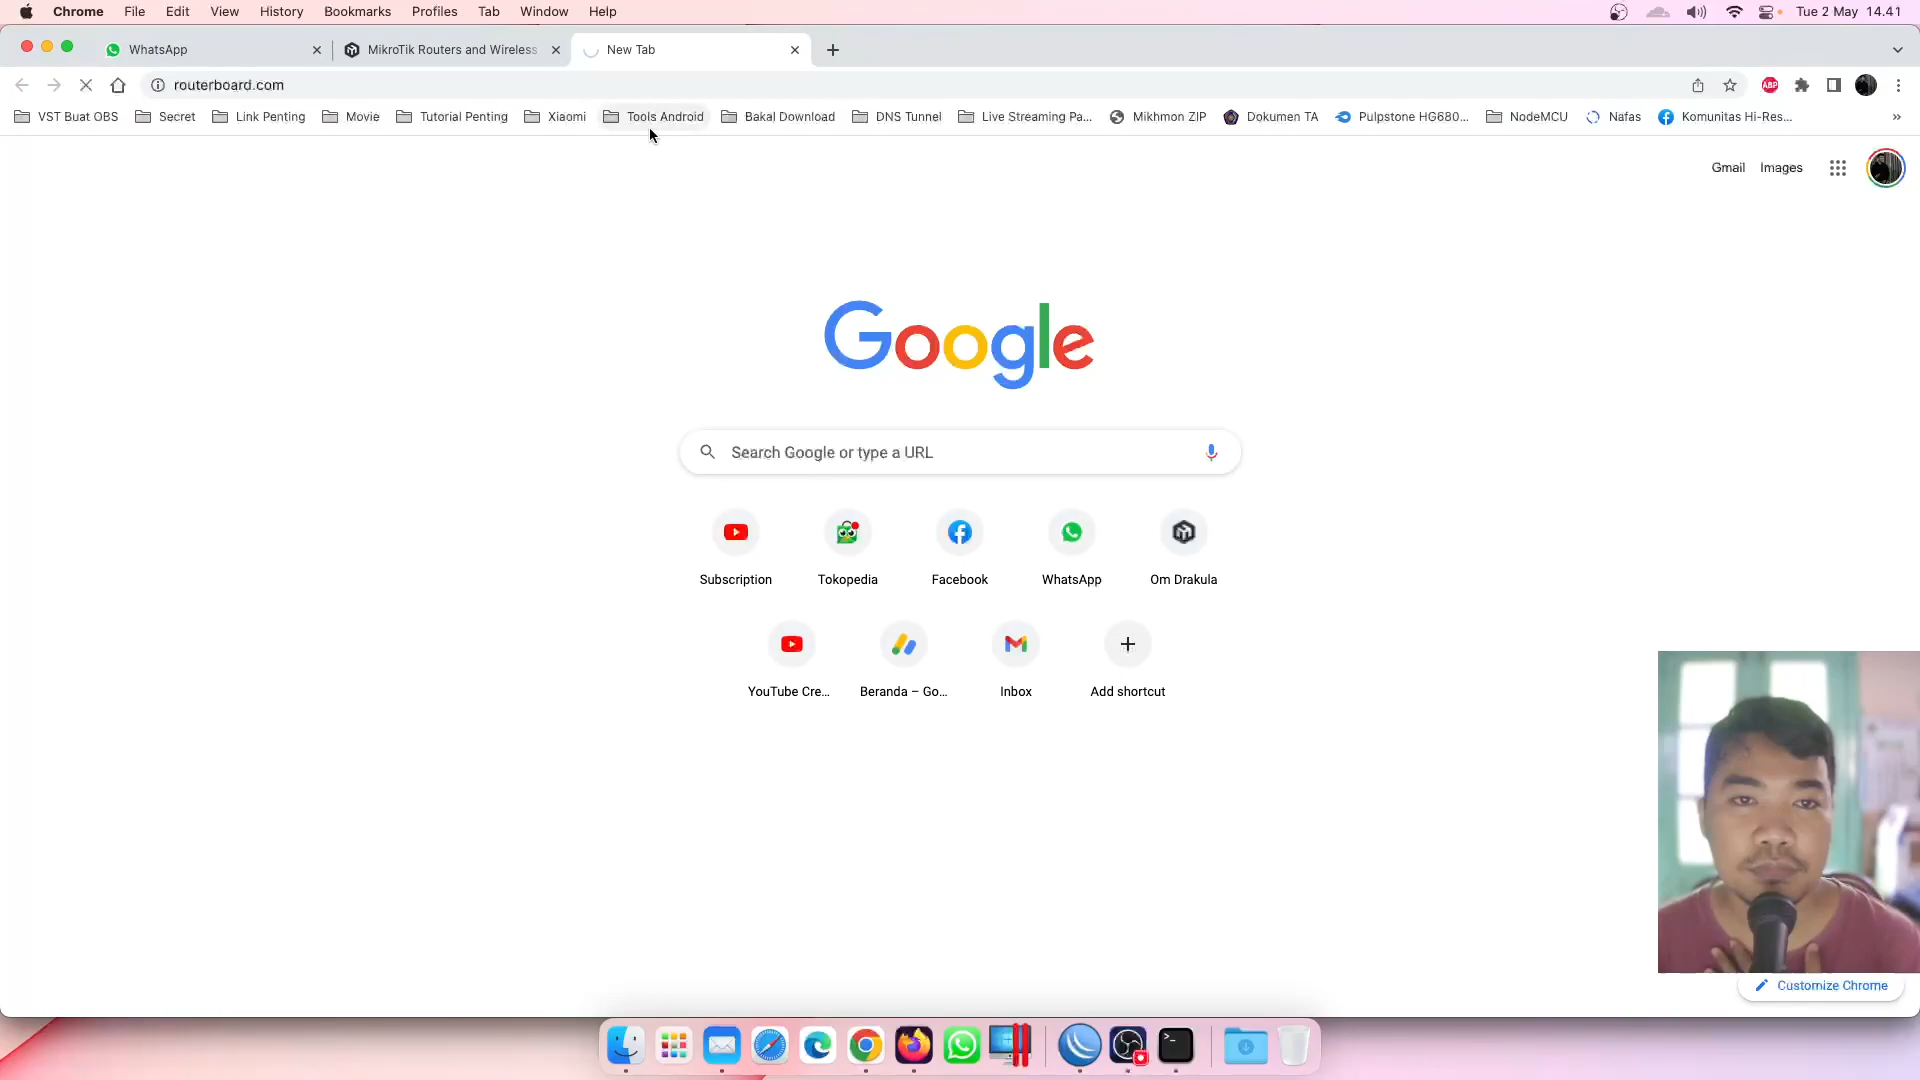 Chrome File Edit View History Bookmarks Profiles Tab Window Help Tue 2 May 14.41
WhatsApp MikroTik Routers and Wireless New Tab
routerboard.com ABP
VST Buat OBS Secret Link Penting Movie Tutorial Penting Xiaomi Tools Android Bakal Download DNS Tunnel Live Streaming Pa... Mikhmon ZIP Dokumen TA Pulpstone HG680... NodeMCU Nafas Komunitas Hi-Res... »
Gmail Images
Google
Search Google or type a URL
Subscription Tokopedia Facebook WhatsApp Om Drakula
YouTube Cre... Beranda – Go... Inbox Add shortcut
Customize Chrome